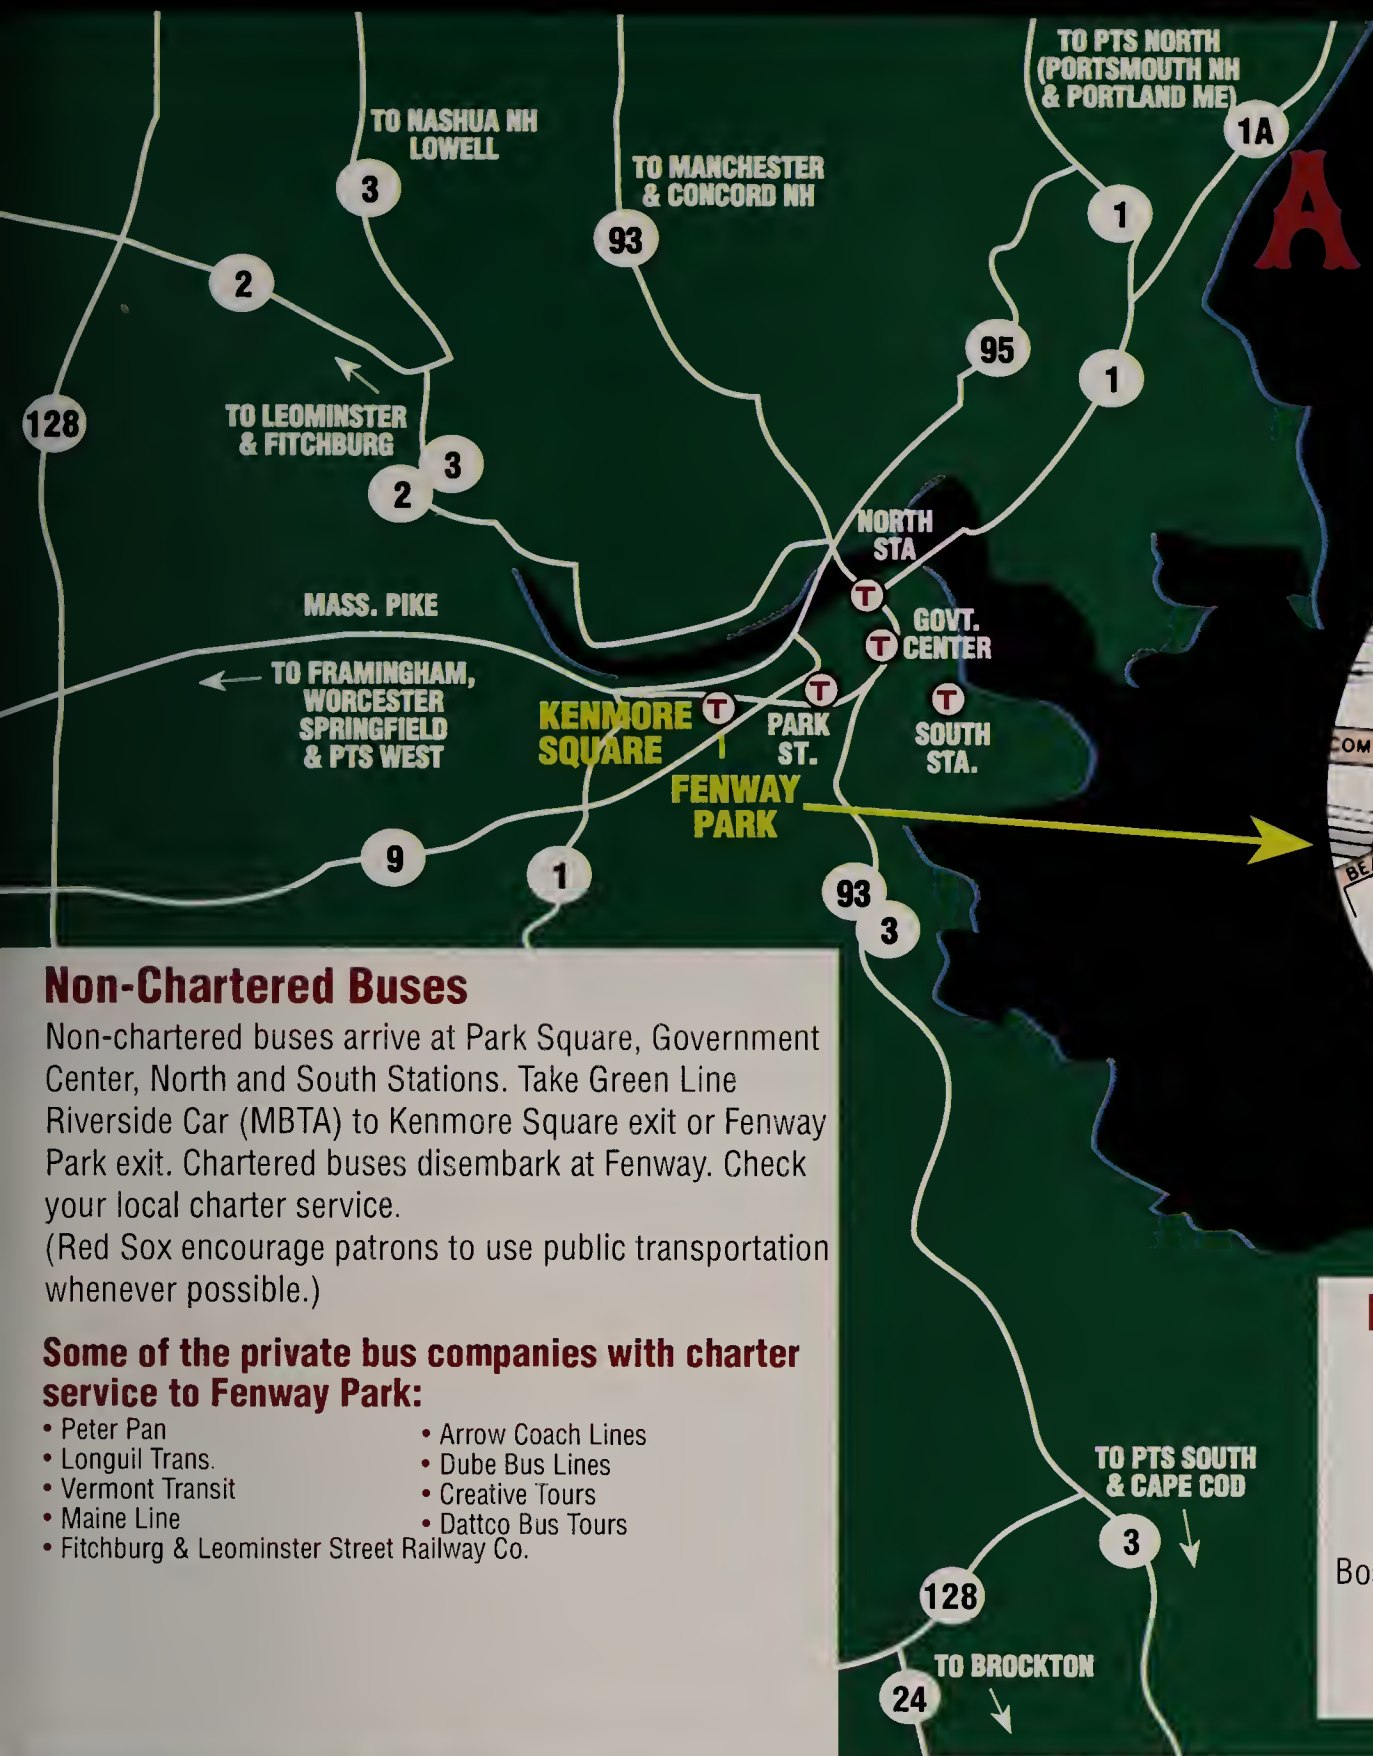 TO PTS NORTH
(PORTSMOUTH NH
& PORTLAND ME)
1A
A
TO NASHUA NH
LOWELL
3
TO MANCHESTER
& CONCORD NH
93
1
2
95
1
128
TO LEOMINSTER
& FITCHBURG
3
2
NORTH
STA
T
MASS. PIKE
GOVT.
CENTER
T
TO FRAMINGHAM,
WORCESTER
SPRINGFIELD
& PTS WEST
KENMORE
SQUARE
T
T
PARK
ST.
T
SOUTH
STA.
COM
FENWAY
PARK
9
1
93
3
BEA
Non-Chartered Buses
Non-chartered buses arrive at Park Square, Government
Center, North and South Stations. Take Green Line
Riverside Car (MBTA) to Kenmore Square exit or Fenway
Park exit. Chartered buses disembark at Fenway. Check
your local charter service.
(Red Sox encourage patrons to use public transportation
whenever possible.)
Some of the private bus companies with charter
service to Fenway Park:
• Peter Pan
• Longuil Trans.
• Vermont Transit
• Maine Line
• Fitchburg & Leominster Street Railway Co.
• Arrow Coach Lines
• Dube Bus Lines
• Creative Tours
• Dattco Bus Tours
TO PTS SOUTH
& CAPE COD
3
128
TO BROCKTON
24
Bos